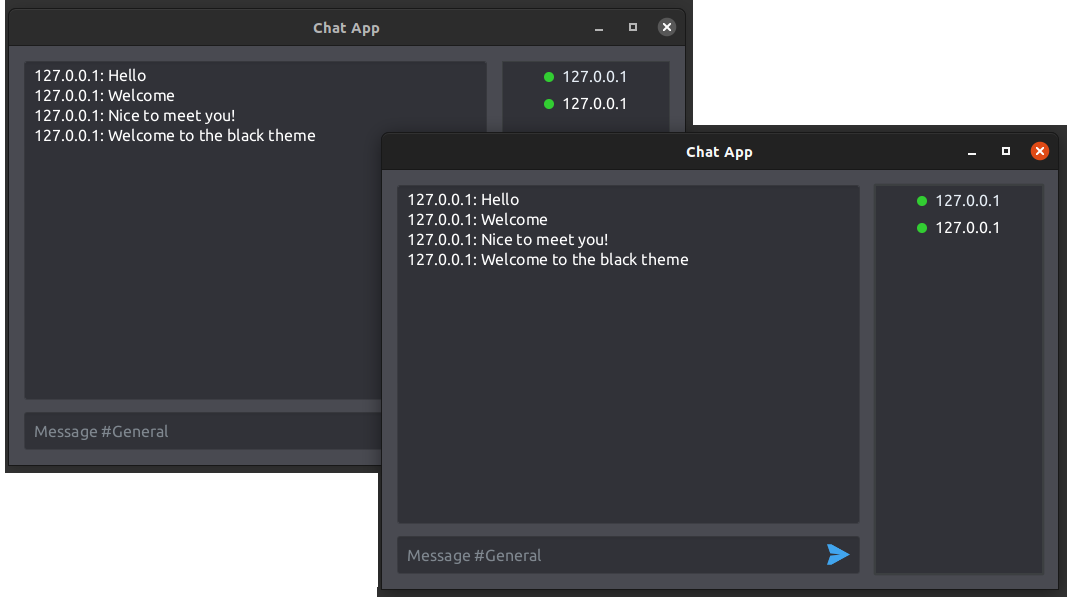 Chat App
127.0.0.1: Hello
127.0.0.1: Welcome
127.0.0.1: Nice to meet you!
127.0.0.1: Welcome to the black theme
127.0.0.1
127.0.0.1
Message #General
Chat App
127.0.0.1: Hello
127.0.0.1: Welcome
127.0.0.1: Nice to meet you!
127.0.0.1: Welcome to the black theme
127.0.0.1
127.0.0.1
Message #General